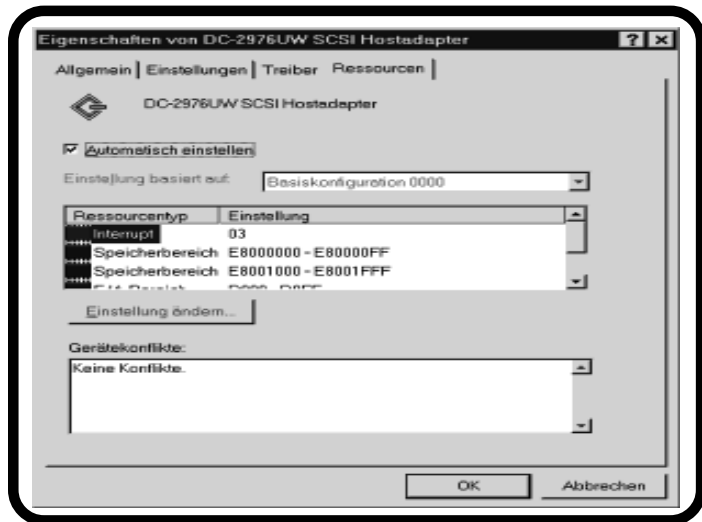 Eigenschaften von DC-2976UW SCSI Hostadapter
Allgemein Einstellungen Treiber Ressourcen
DC-2976UW SCSI Hostadapter
Automatisch einstellen
Einstellung basiert auf: Basiskonfiguration 0000
Ressourcentyp Einstellung
Interrupt 03
Speicherbereich E8000000 - E80000FF
Speicherbereich E8001000 - E8001FFF
Einstellung ändern...
Gerätekonflikte:
Keine Konflikte.
OK Abbrechen